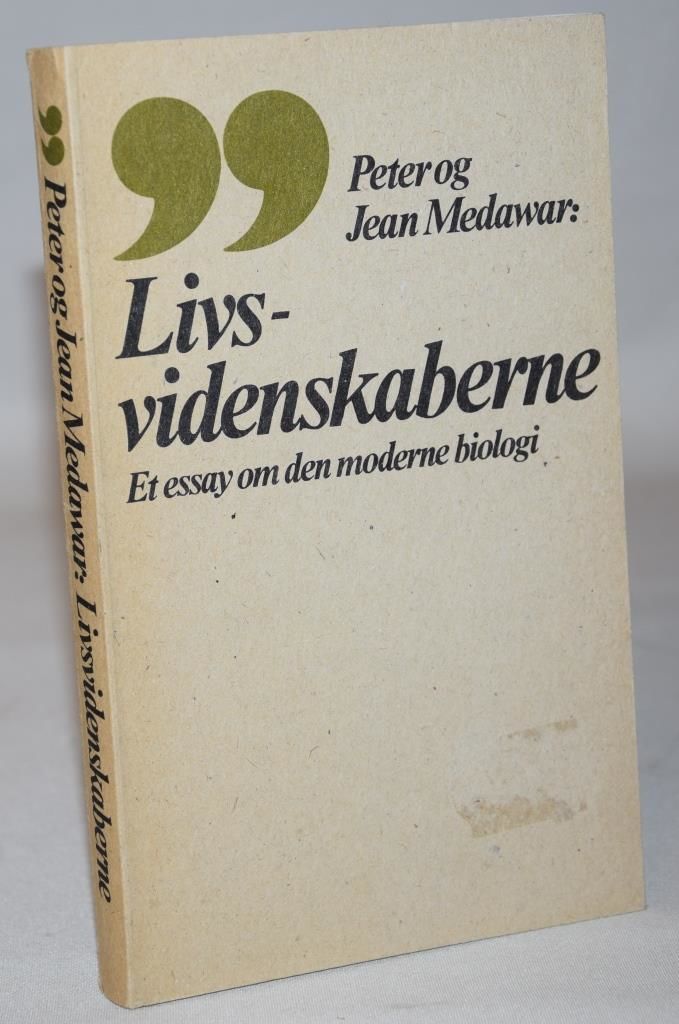 Peter og
Jean Medawar:
Livs-
videnskaberne
Et essay om den moderne biologi
Peter og Jean Medawar: Livsvidenskaberne